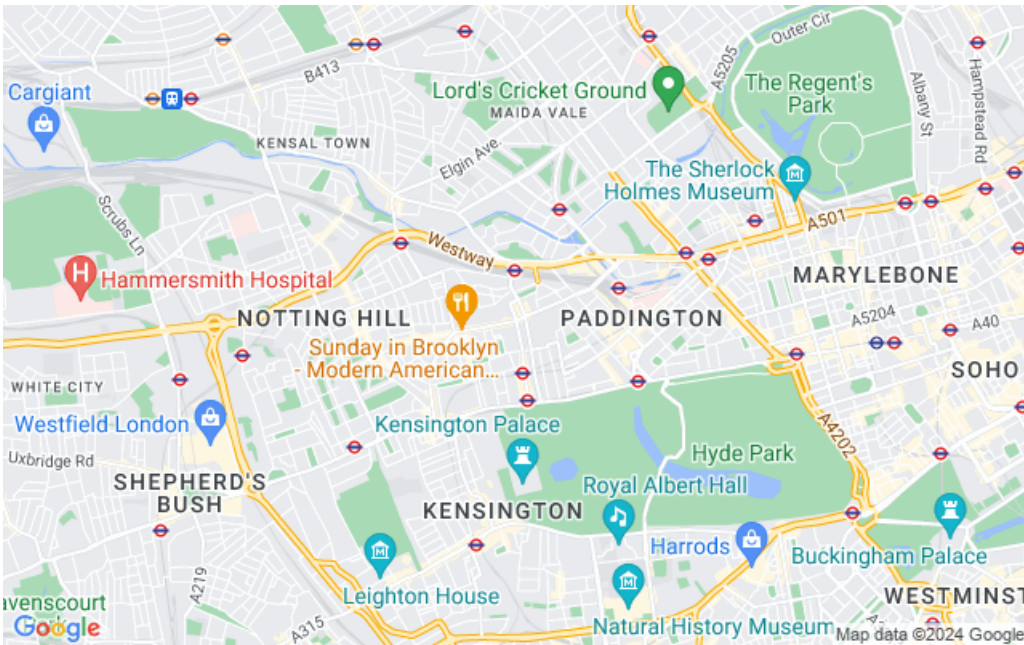 Outer Cir
Cargiant
B413
A5205
The Regent's
Park
Albany St
Hampstead Rd
Lord's Cricket Ground
MAIDA VALE
KENSAL TOWN
Elgin Ave.
The Sherlock
Holmes Museum
Scrubs Ln
A501
Westway
Hammersmith Hospital
MARYLEBONE
NOTTING HILL
PADDINGTON
A5204
A40
Sunday in Brooklyn
- Modern American...
SOHO
WHITE CITY
Westfield London
Kensington Palace
A4202
Uxbridge Rd
Hyde Park
SHEPHERD'S
BUSH
Royal Albert Hall
KENSINGTON
Harrods
Buckingham Palace
A219
Leighton House
WESTMINST
avenscourt
Google
A315
Natural History Museum
Map data ©2024 Google